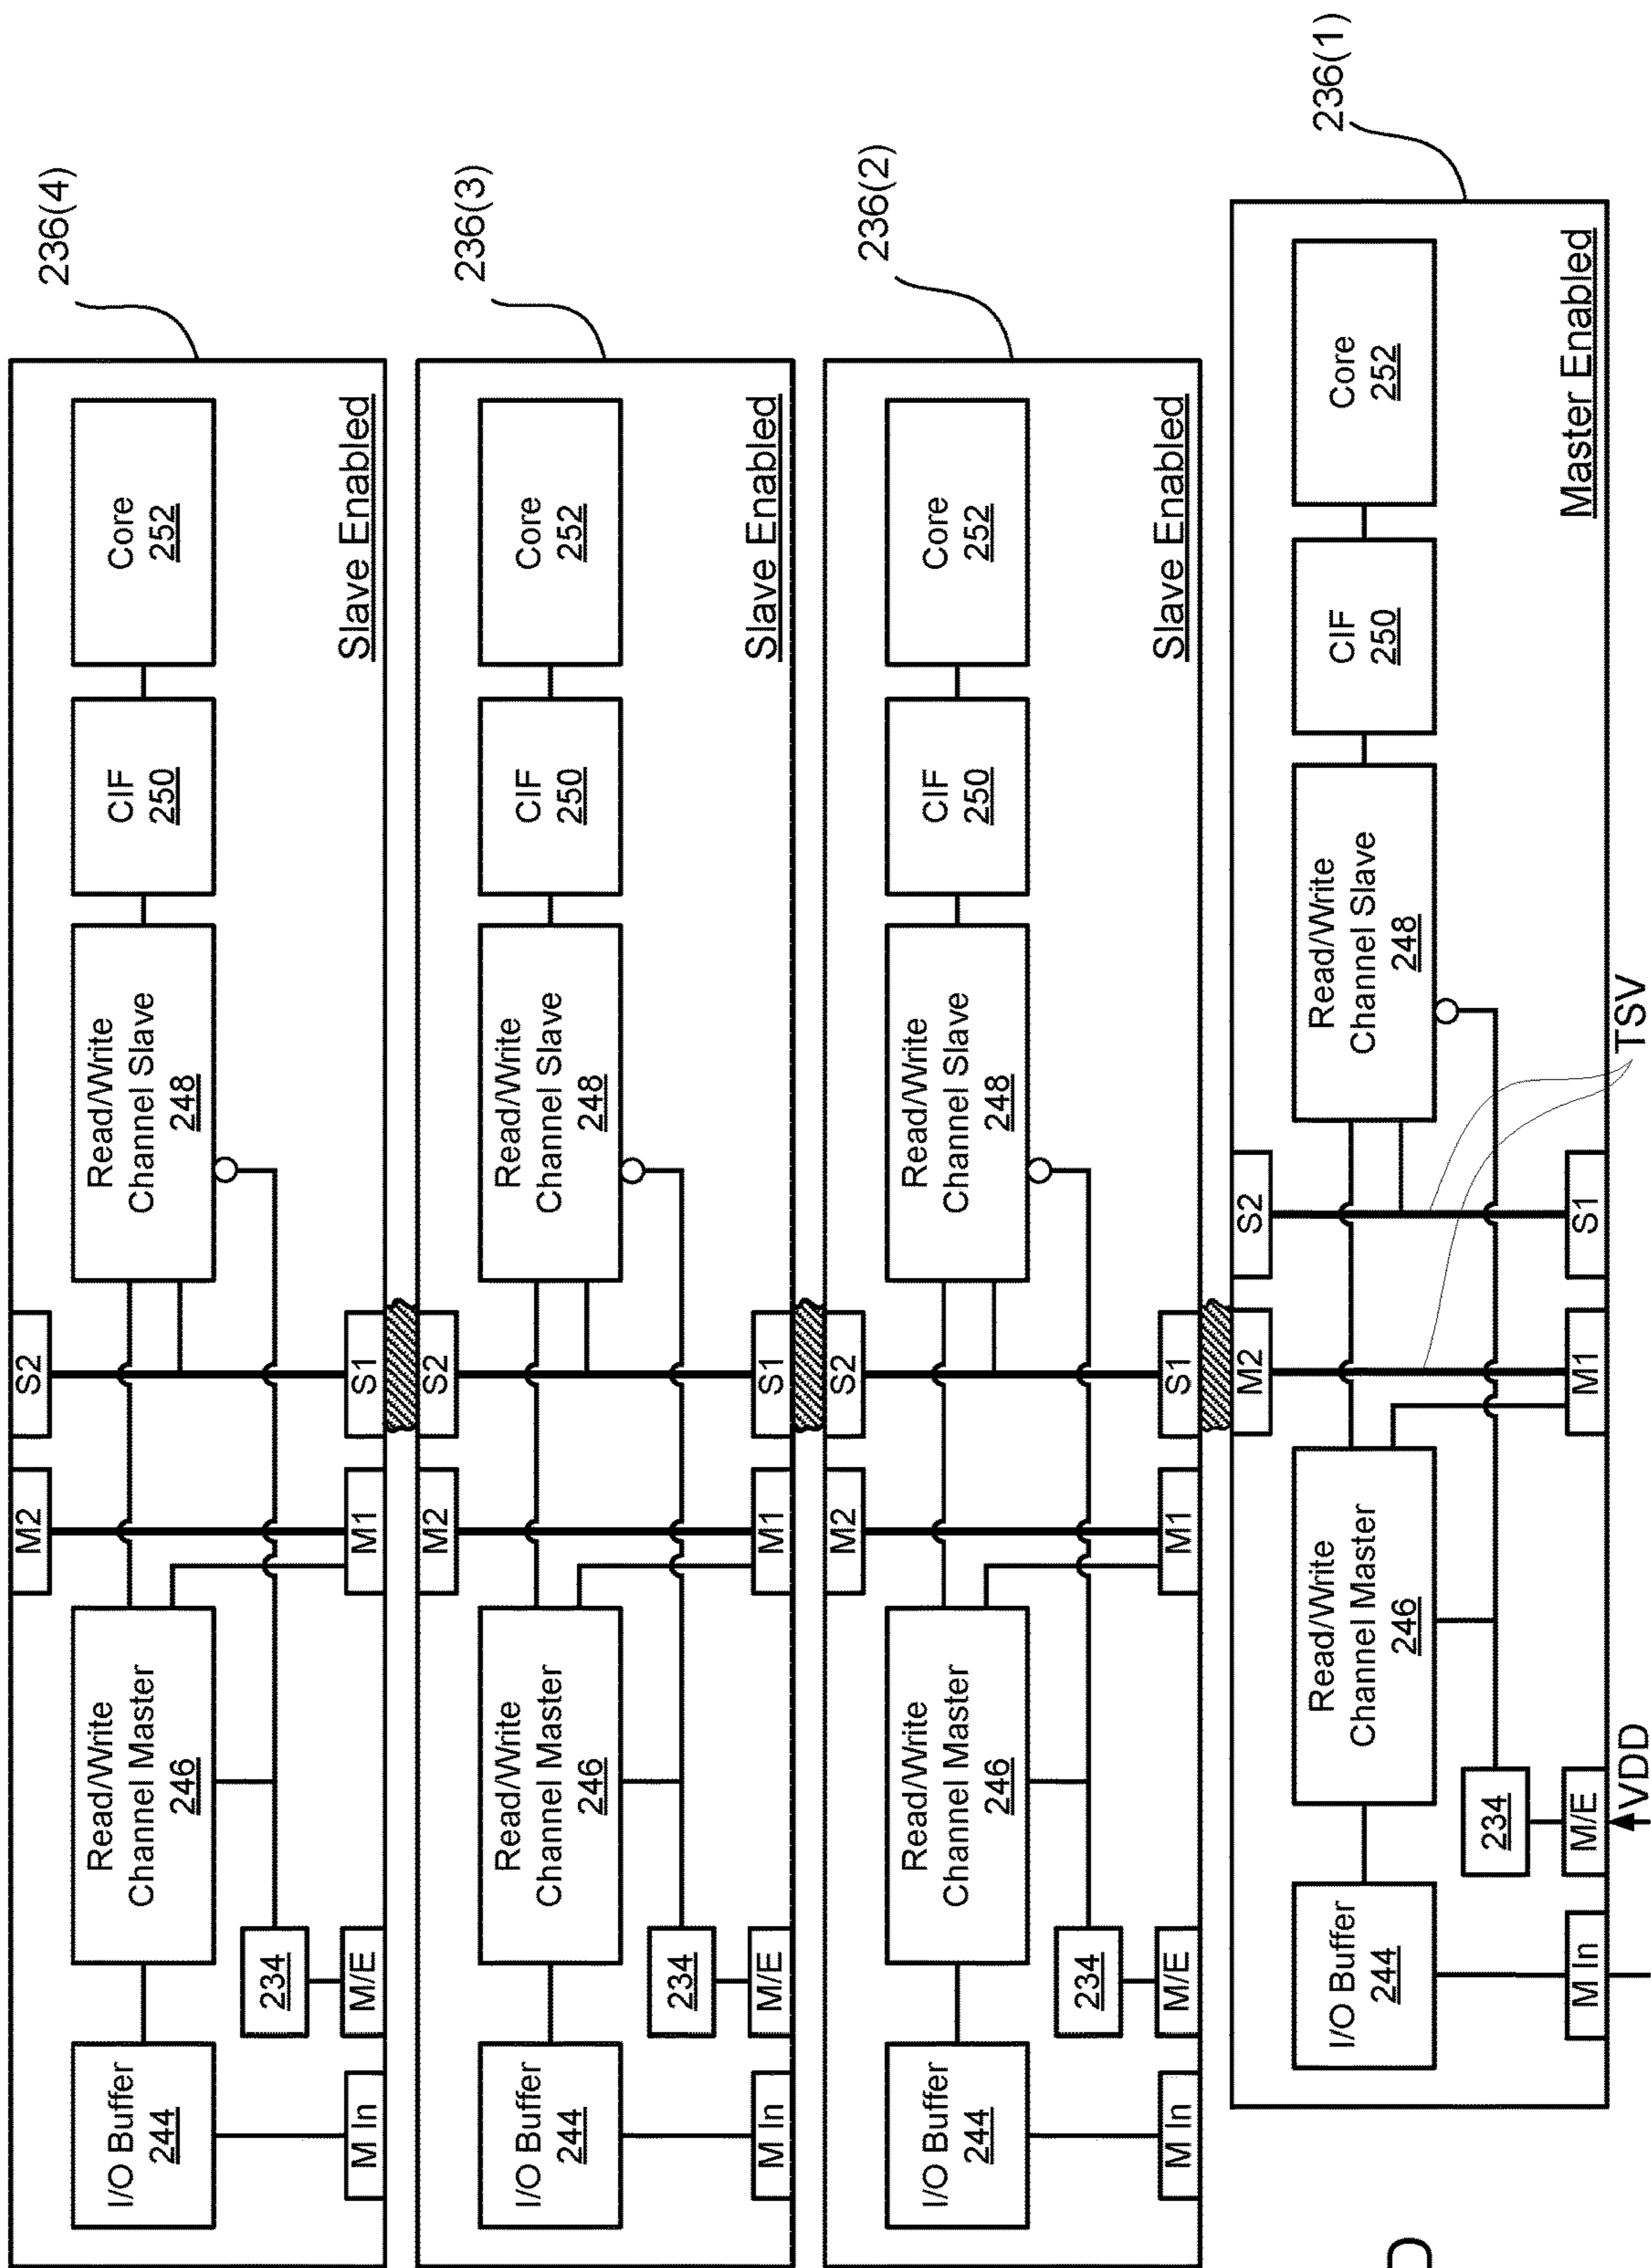 236(4)
S2
M2
Core
252
CIF
250
Read/Write
Channel Slave
248
Read/Write
Channel Master
246
I/O Buffer
244
234
Slave Enabled
S1
M1
M/E
M In
236(3)
S2
M2
Core
252
CIF
250
Read/Write
Channel Slave
248
Read/Write
Channel Master
246
I/O Buffer
244
234
Slave Enabled
S1
M1
M/E
M In
236(2)
S2
M2
Core
252
CIF
250
Read/Write
Channel Slave
248
Read/Write
Channel Master
246
I/O Buffer
244
234
Slave Enabled
S1
M1
M/E
M In
236(1)
S2
M2
Core
252
CIF
250
Read/Write
Channel Slave
248
Read/Write
Channel Master
246
I/O Buffer
244
234
Master Enabled
S1
M1
M/E
M In
TSV
VDD